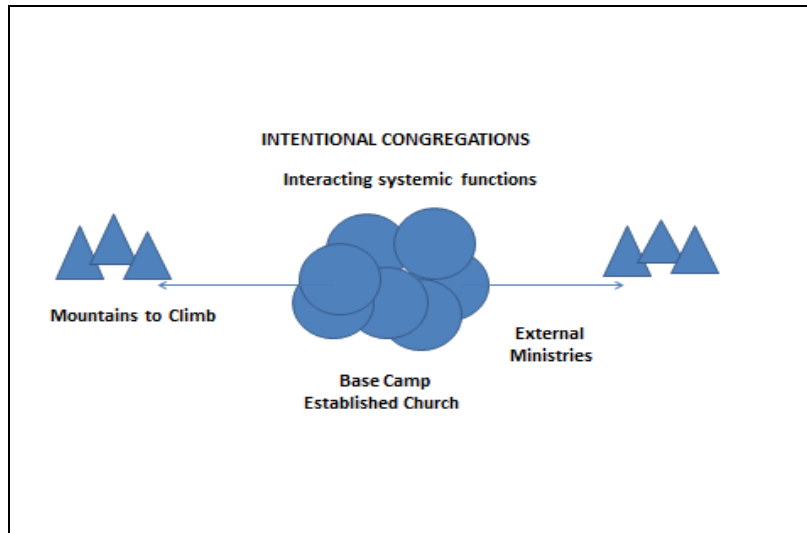 INTENTIONAL CONGREGATIONS
Interacting systemic functions
Mountains to Climb
External
Ministries
Base Camp
Established Church